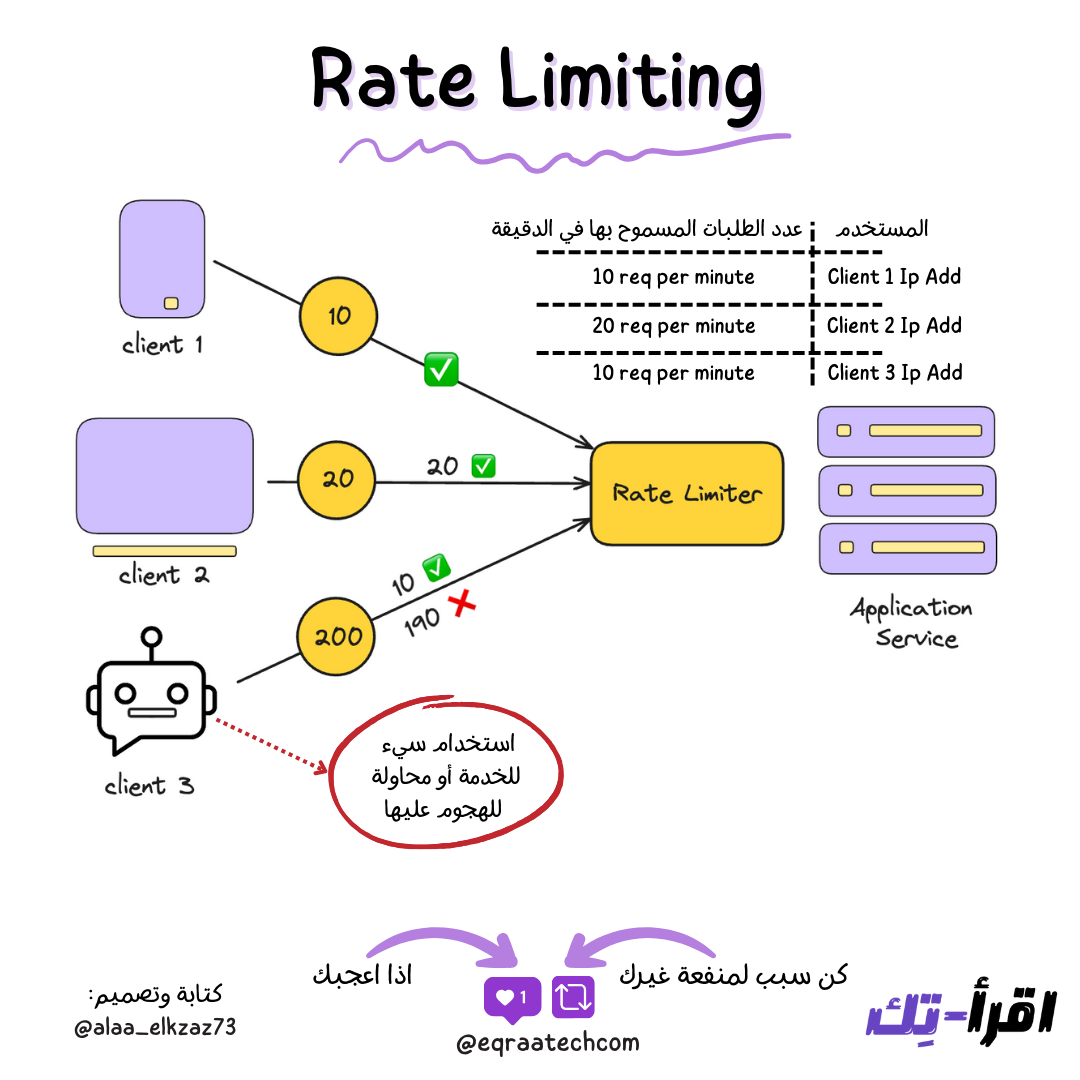 Rate Limiting
المستخدم عدد الطلبات المسموح بها في الدقيقة
Client 1 Ip Add 10 req per minute
Client 2 Ip Add 20 req per minute
Client 3 Ip Add 10 req per minute
client 1
10
client 2
20
20
client 3
200
10
190
Rate Limiter
Application
Service
استخدام سيء
للخدمة أو محاولة
للهجوم عليها
كن سبب لمنفعة غيرك
اذا اعجبك
1
@eqraatechcom
كتابة وتصميم:
@alaa_elkzaz73
اقرأ-تِك